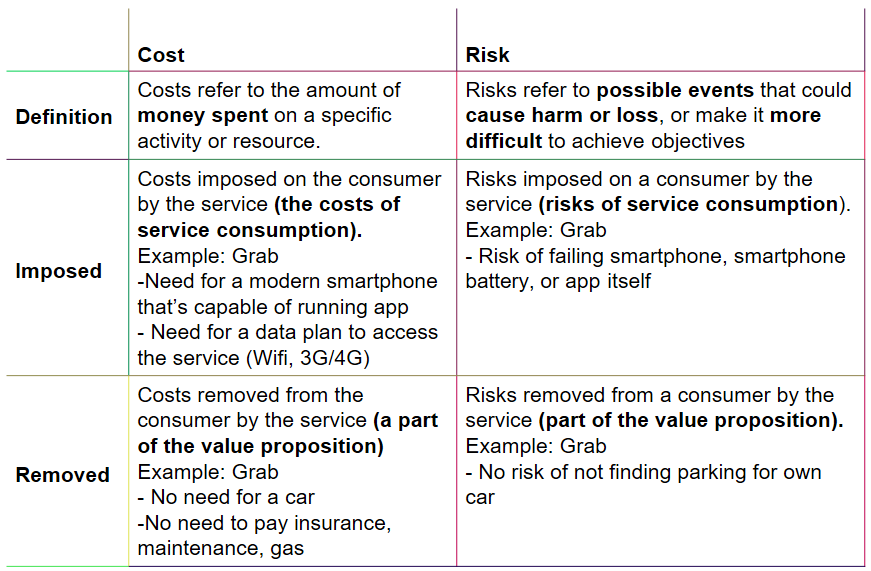 Cost
Risk
Definition
Costs refer to the amount of
money spent on a specific
activity or resource.
Risks refer to possible events that could
cause harm or loss, or make it more
difficult to achieve objectives
Imposed
Costs imposed on the consumer
by the service (the costs of
service consumption).
Example: Grab
-Need for a modern smartphone
that’s capable of running app
- Need for a data plan to access
the service (Wifi, 3G/4G)
Risks imposed on a consumer by the
service (risks of service consumption).
Example: Grab
- Risk of failing smartphone, smartphone
battery, or app itself
Removed
Costs removed from the
consumer by the service (a part
of the value proposition)
Example: Grab
- No need for a car
-No need to pay insurance,
maintenance, gas
Risks removed from a consumer by the
service (part of the value proposition).
Example: Grab
- No risk of not finding parking for own
car